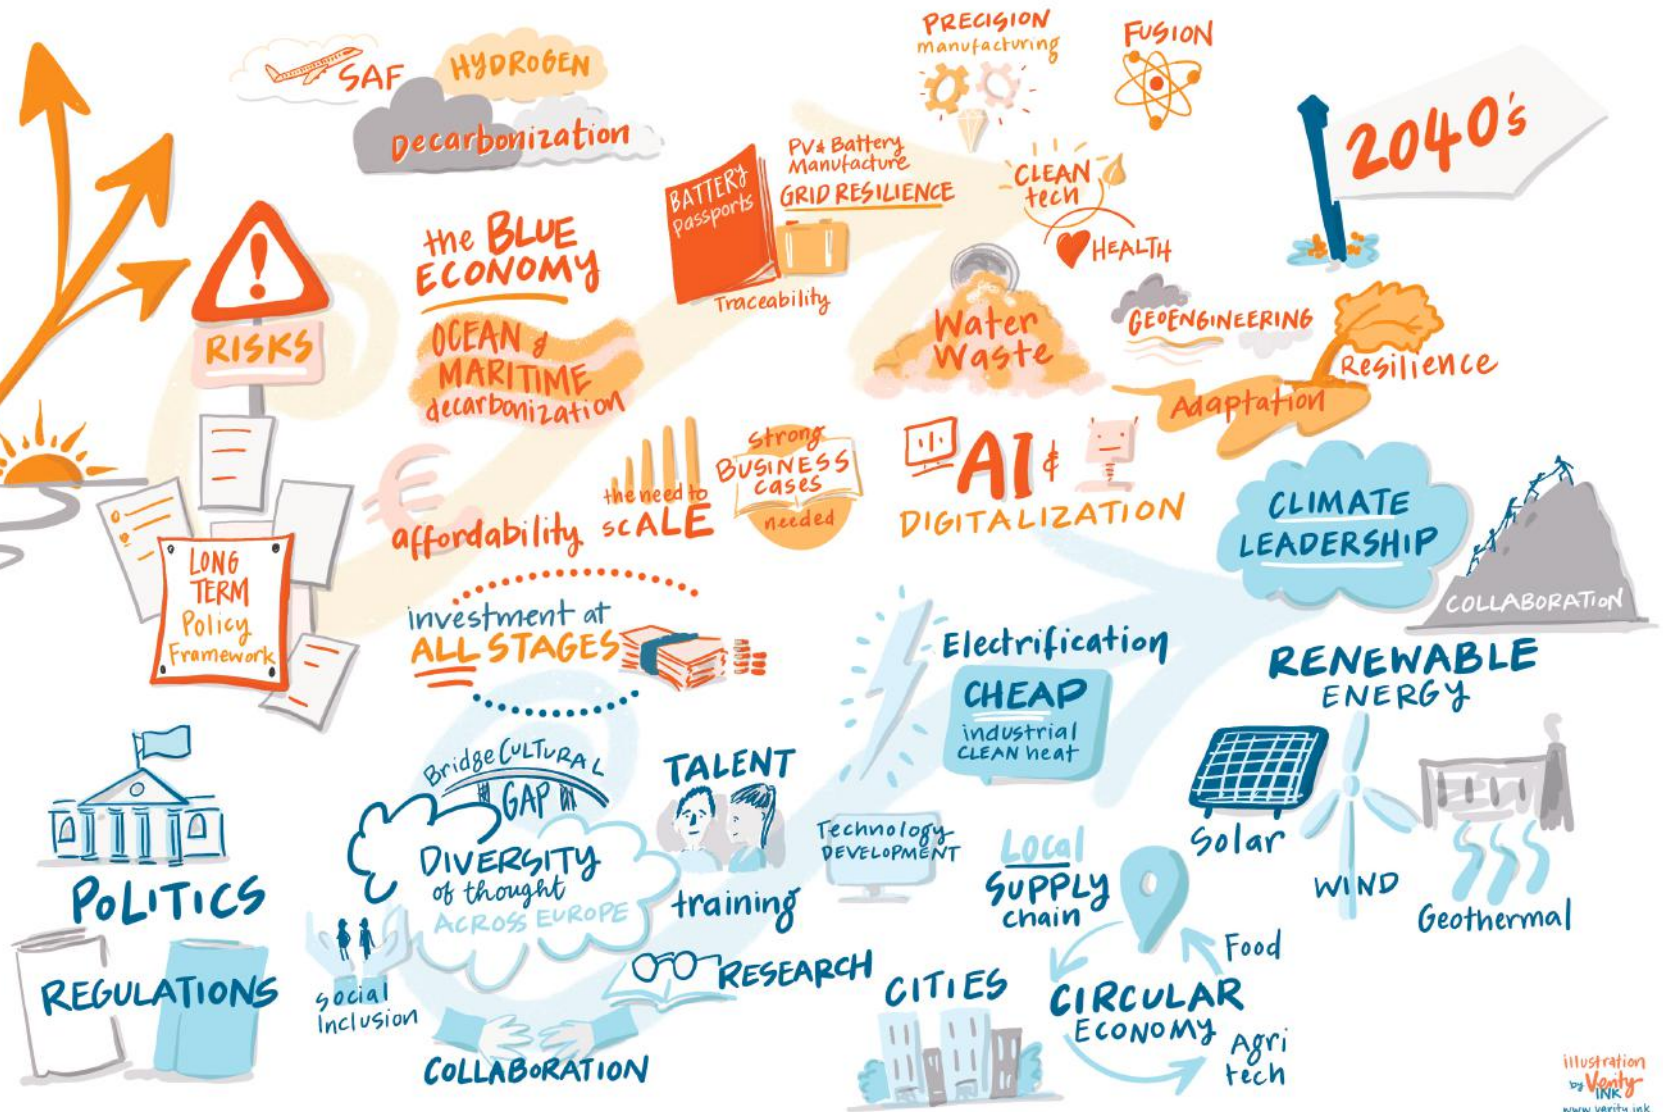 SAF
HYDROGEN
Decarbonization
PRECISION
manufacturing
FUSION
2040's
BATTERY
Passports
PV & Battery
Manufacture
GRID RESILIENCE
Traceability
CLEAN
tech
HEALTH
RISKS
the BLUE
ECONOMY
OCEAN &
MARITIME
decarbonization
Water
Waste
GEOENGINEERING
Resilience
Adaptation
affordability
the need to
SCALE
Strong
BUSINESS
cases
needed
AI &
DIGITALIZATION
CLIMATE
LEADERSHIP
COLLABORATION
LONG
TERM
Policy
Framework
investment at
ALL STAGES
Electrification
CHEAP
industrial
CLEAN heat
RENEWABLE
ENERGY
Solar
WIND
Geothermal
POLITICS
REGULATIONS
Bridge CULTURAL
GAP
DIVERSITY
of thought
ACROSS EUROPE
Social
Inclusion
COLLABORATION
TALENT
training
RESEARCH
Technology
DEVELOPMENT
Local
SUPPLY
chain
CITIES
Food
CIRCULAR
ECONOMY
Agri
tech
illustration
by Verity
INK
www.verity.ink